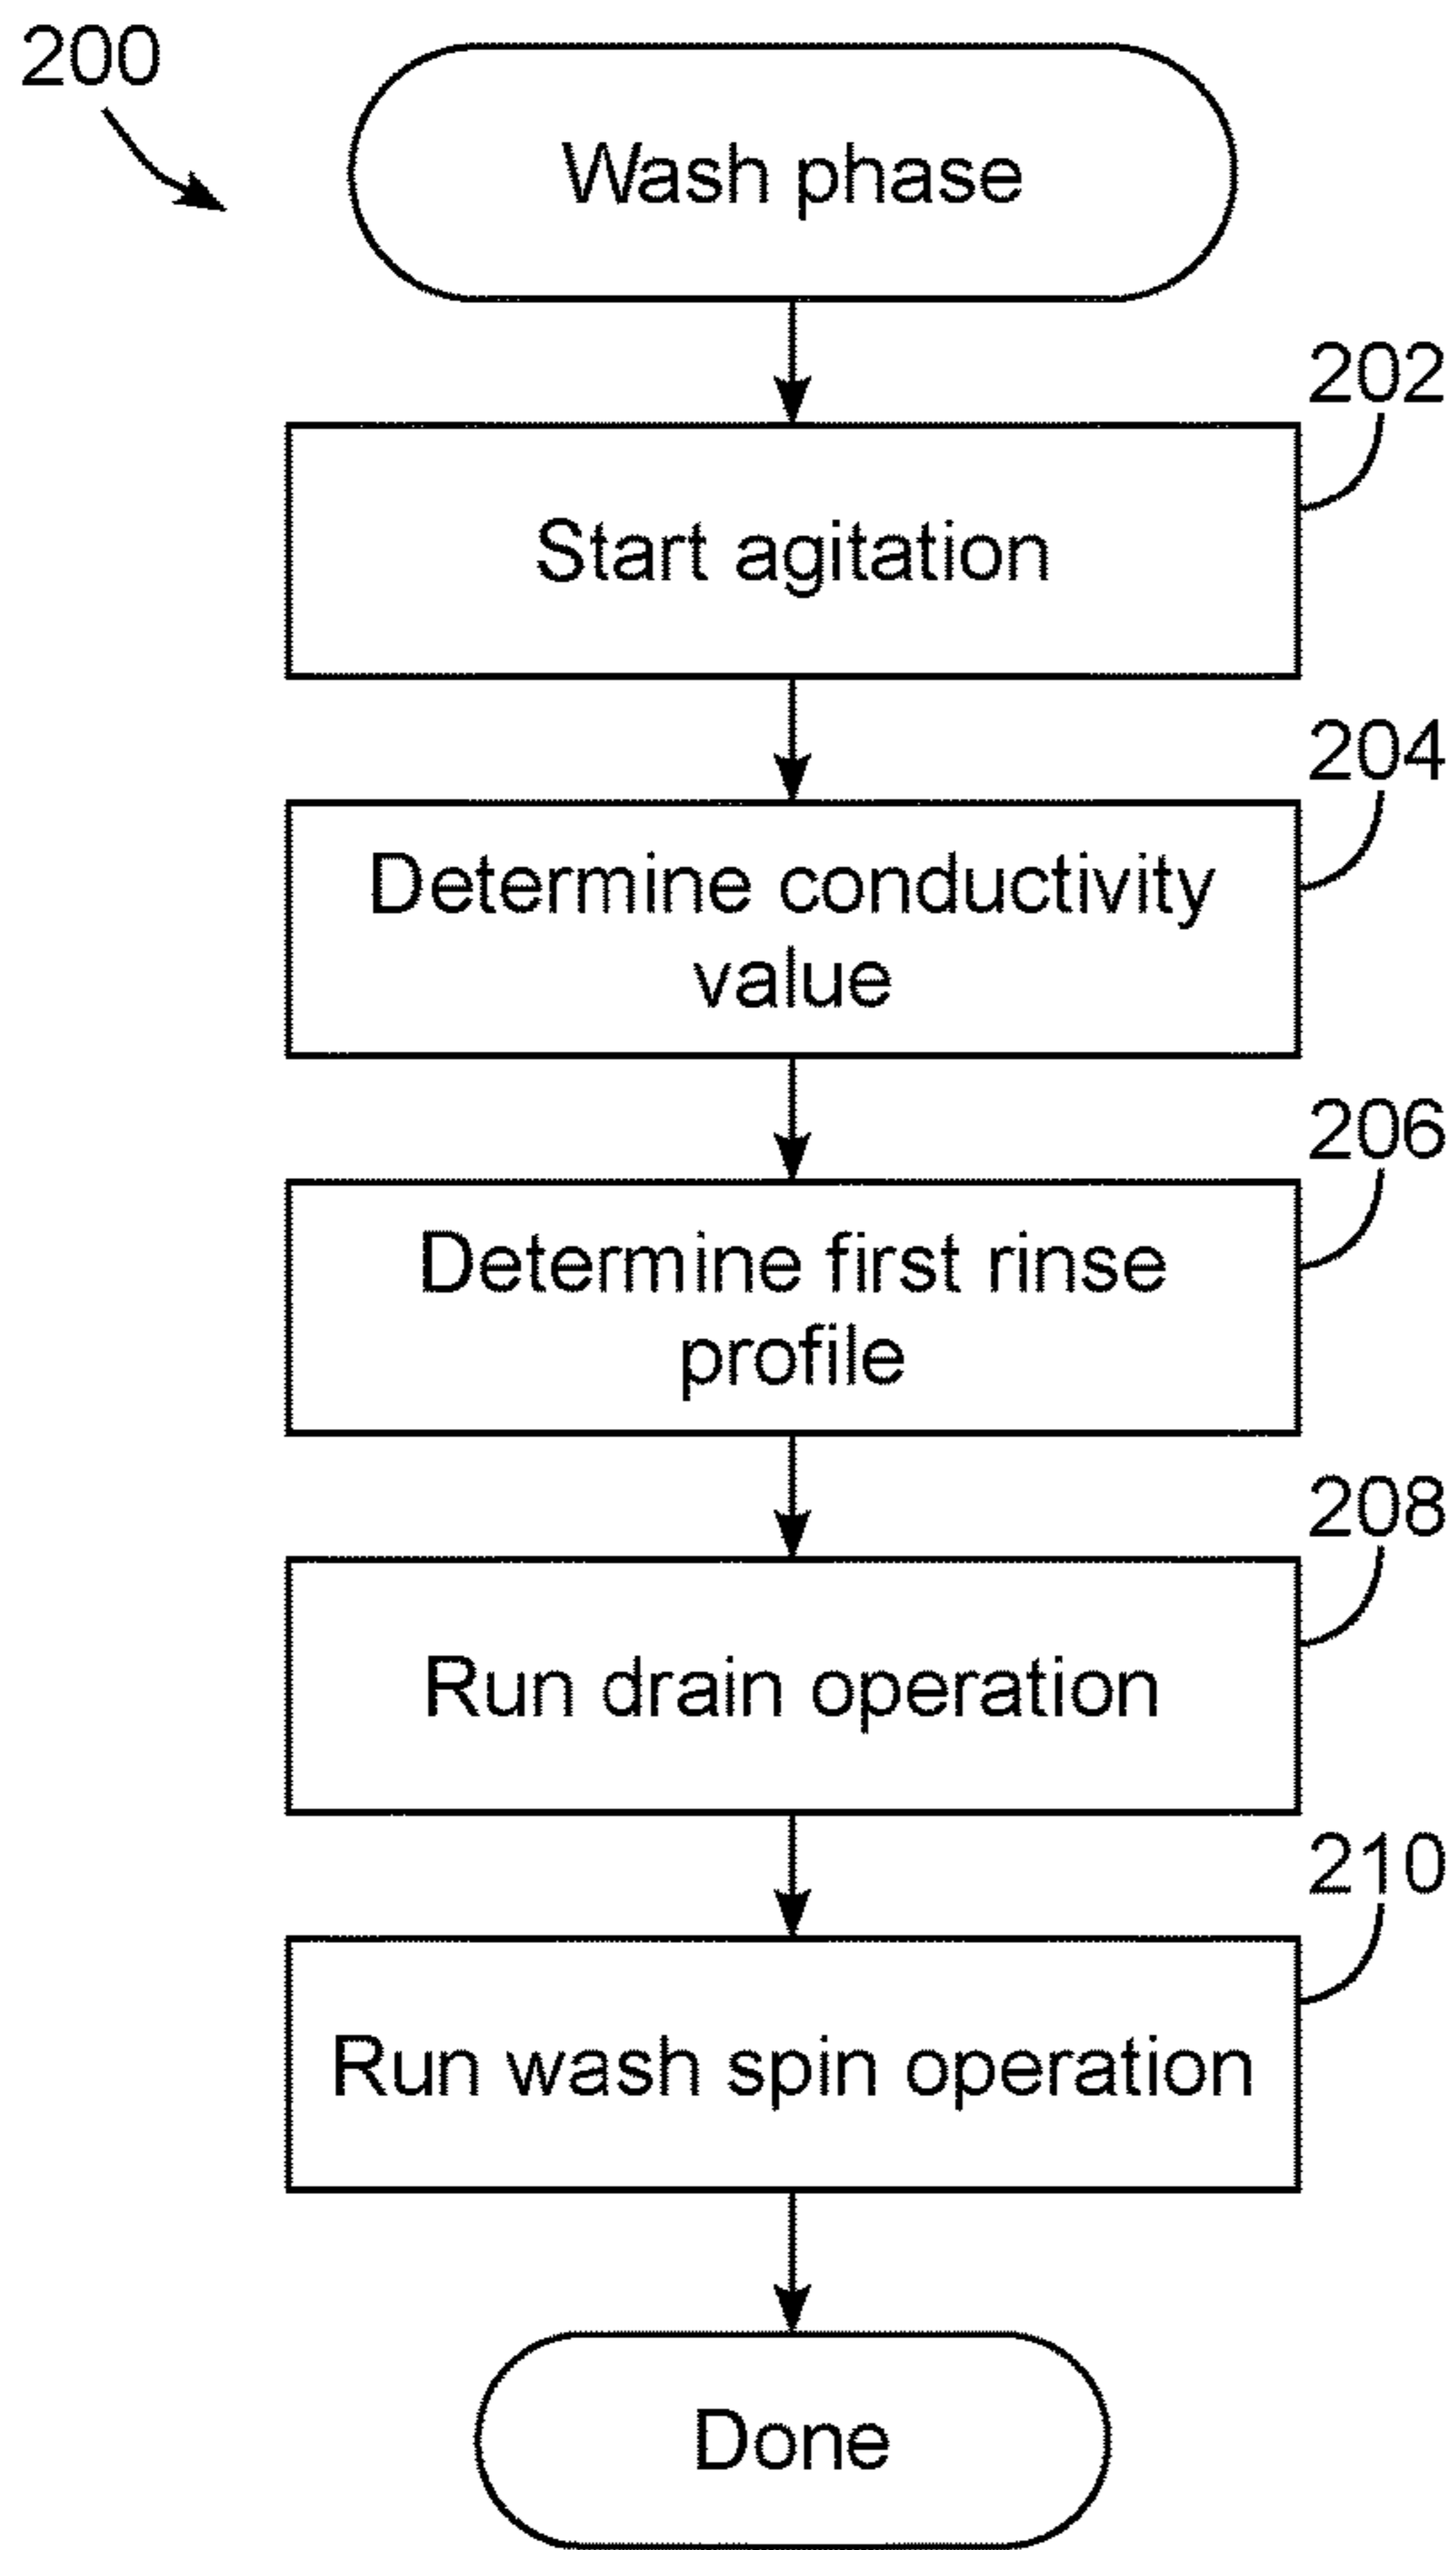 200
Wash phase
202
Start agitation
204
Determine conductivity
value
206
Determine first rinse
profile
208
Run drain operation
210
Run wash spin operation
Done